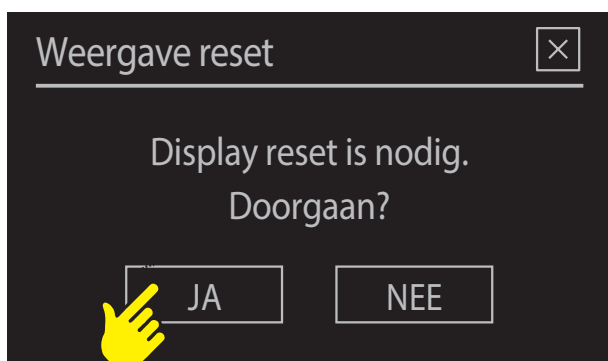 Weergave reset
Display reset is nodig.
Doorgaan?
JA
NEE